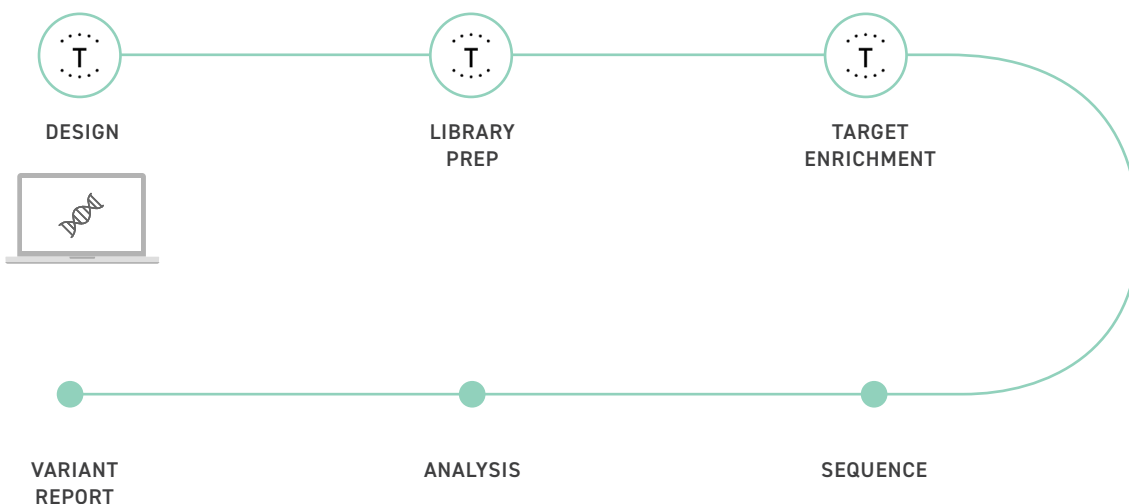 T
T
T
DESIGN
LIBRARY
PREP
TARGET
ENRICHMENT
VARIANT
REPORT
ANALYSIS
SEQUENCE